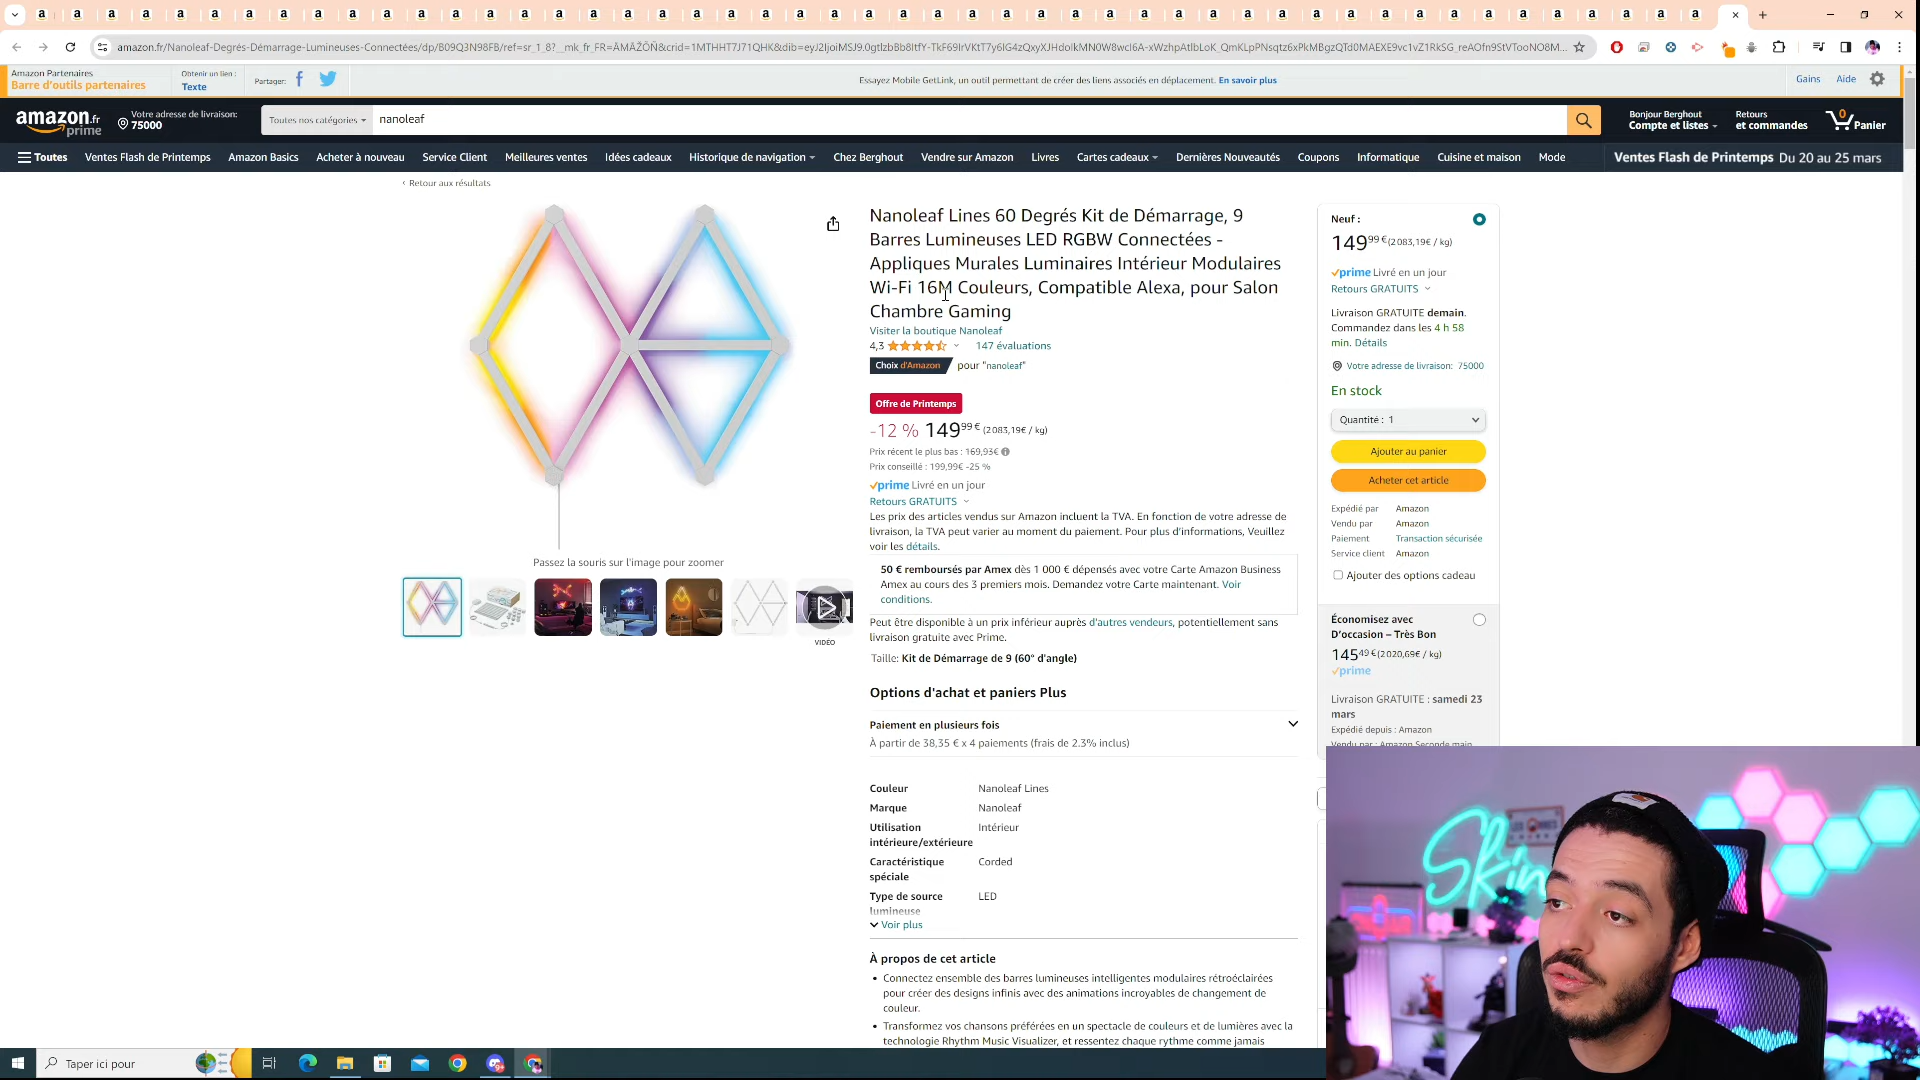 amazon.fr/Nanoleaf-Degrés-Démarrage-Lumineuses-Connectées/dp/B09Q3N98FB/ref=sr_1_8?
Amazon Partenaires
Barre d'outils partenaires
Obtenir un lien :
Texte
Partager:
Essayez Mobile GetLink, un outil permettant de créer des liens associés en déplacement. En savoir plus
Gains
Aide
amazon.fr
prime
Votre adresse de livraison:
75000
Toutes nos catégories
nanoleaf
Bonjour Berghout
Compte et listes
Retours
et commandes
0
Panier
Toutes
Ventes Flash de Printemps
Amazon Basics
Acheter à nouveau
Service Client
Meilleures ventes
Idées cadeaux
Historique de navigation
Chez Berghout
Vendre sur Amazon
Livres
Cartes cadeaux
Dernières Nouveautés
Coupons
Informatique
Cuisine et maison
Mode
Ventes Flash de Printemps Du 20 au 25 mars
‹ Retour aux résultats
Passez la souris sur l'image pour zoomer
VIDÉO
Nanoleaf Lines 60 Degrés Kit de Démarrage, 9
Barres Lumineuses LED RGBW Connectées -
Appliques Murales Luminaires Intérieur Modulaires
Wi-Fi 16M Couleurs, Compatible Alexa, pour Salon
Chambre Gaming
Visiter la boutique Nanoleaf
4,3
147 évaluations
Choix d'Amazon
pour "nanoleaf"
Offre de Printemps
-12 % 149,99 € (2 083,19€ / kg)
Prix récent le plus bas : 169,93€
Prix conseillé : 199,99€ -25 %
prime Livré en un jour
Retours GRATUITS
Les prix des articles vendus sur Amazon incluent la TVA. En fonction de votre adresse de
livraison, la TVA peut varier au moment du paiement. Pour plus d'informations, Veuillez
voir les détails.
50 € remboursés par Amex dès 1 000 € dépensés avec votre Carte Amazon Business
Amex au cours des 3 premiers mois. Demandez votre Carte maintenant. Voir
conditions.
Peut être disponible à un prix inférieur auprès d'autres vendeurs, potentiellement sans
livraison gratuite avec Prime.
Taille: Kit de Démarrage de 9 (60° d'angle)
Options d'achat et paniers Plus
Paiement en plusieurs fois
À partir de 38,35 € x 4 paiements (frais de 2.3% inclus)
Couleur Nanoleaf Lines
Marque Nanoleaf
Utilisation Intérieur
intérieure/extérieure
Caractéristique Corded
spéciale
Type de source LED
lumineuse
Voir plus
À propos de cet article
• Connectez ensemble des barres lumineuses intelligentes modulaires rétroéclairées
pour créer des designs infinis avec des animations incroyables de changement de
couleur.
• Transformez vos chansons préférées en un spectacle de couleurs et de lumières avec la
technologie Rhythm Music Visualizer, et ressentez chaque rythme comme jamais
Neuf :
149,99 € (2 083,19€ / kg)
prime Livré en un jour
Retours GRATUITS
Livraison GRATUITE demain.
Commandez dans les 4 h 58
min. Détails
Votre adresse de livraison: 75000
En stock
Quantité : 1
Ajouter au panier
Acheter cet article
Expédié par Amazon
Vendu par Amazon
Paiement Transaction sécurisée
Service client Amazon
Ajouter des options cadeau
Économisez avec
D'occasion – Très Bon
145,49 € (2 020,69€ / kg)
prime
Livraison GRATUITE : samedi 23
mars
Expédié depuis : Amazon
Vendu par : Amazon Seconde main
Skin
Taper ici pour